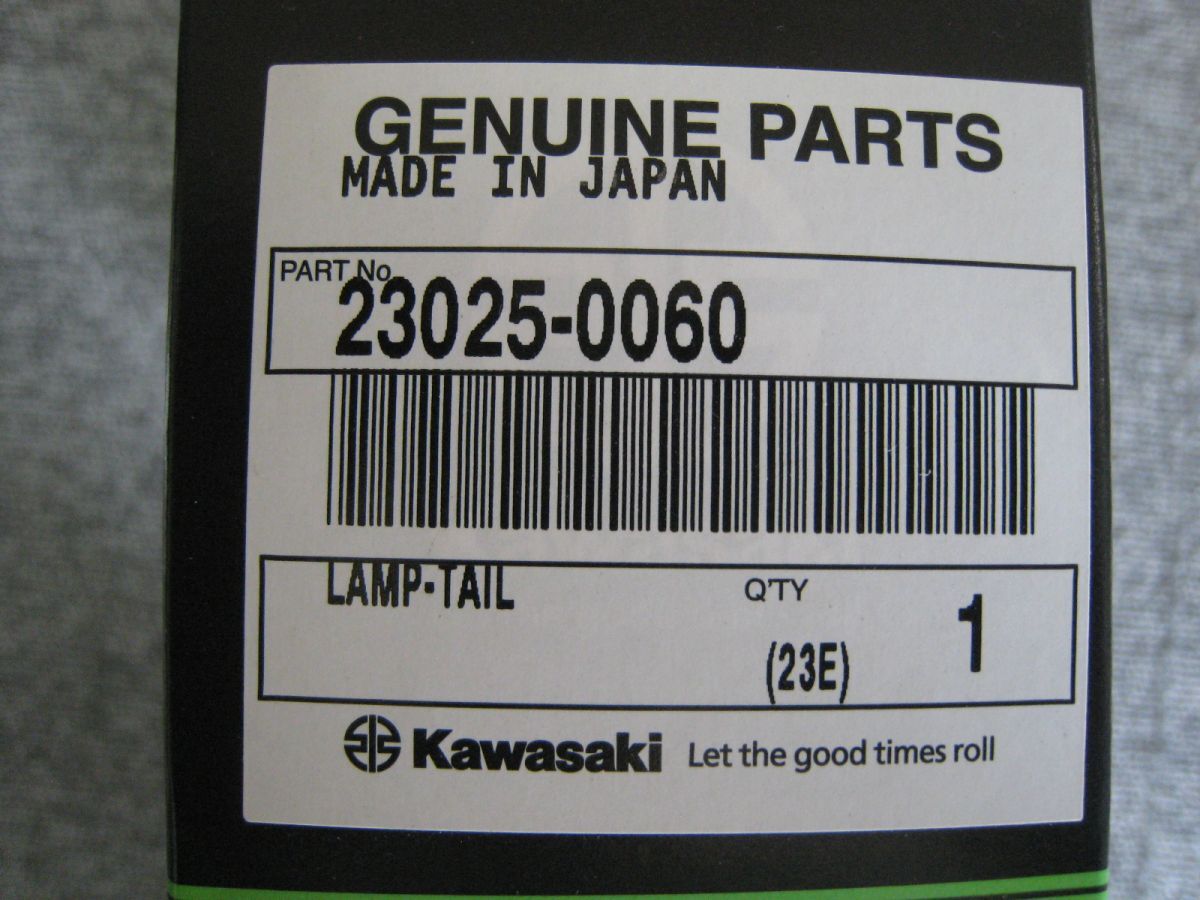 GENUINE PARTS
MADE IN JAPAN
PART No.
23025-0060
LAMP-TAIL
Q'TY
1
(23E)
Kawasaki Let the good times roll